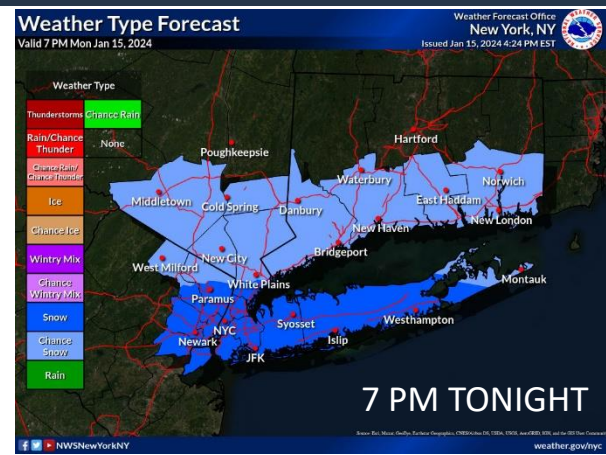 Weather Type Forecast
Valid 7 PM Mon Jan 15, 2024
Weather Forecast Office
New York, NY
Issued Jan 15, 2024 4:24 PM EST
Weather Type
Thunderstorms
Chance Rain
Rain/Chance
Thunder
None
Chance Rain/
Chance Thunder
Ice
Chance Ice
Wintry Mix
Chance
Wintry Mix
Snow
Chance
Snow
Rain
Hartford
Poughkeepsie
Waterbury
Norwich
Middletown
Cold Spring
Danbury
East Haddam
New London
New Haven
Bridgeport
New City
West Milford
White Plains
Montauk
Paramus
Syosset
Westhampton
NYC
Newark
Islip
JFK
7 PM TONIGHT
NWSNewYorkNY
weather.gov/nyc